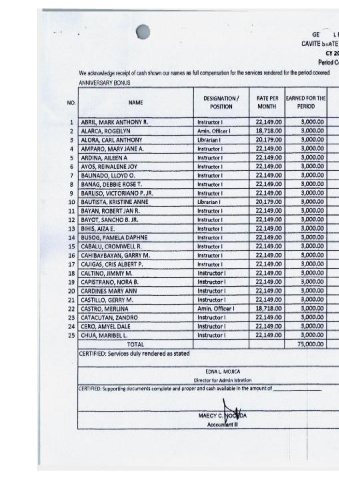 GE
CAVITE
CY 20
Period C
We acknowledge receipt of cash shown our names as full compensation for the services rendered for the period covered
ANNIVERSARY BONUS
NO. NAME DESIGNATION / POSITION RATE PER MONTH EARNED FOR THE PERIOD
1 ABRIL, MARK ANTHONY R. Instructor I 22,149.00 3,000.00
2 ALARCA, ROGELYN Amin. Officer I 18,718.00 3,000.00
3 ALORA, CARL ANTHONY Librarian I 20,179.00 3,000.00
4 AMPARO, MARY JANE A. Instructor I 22,149.00 3,000.00
5 ARDINA, AILEEN A Instructor I 22,149.00 3,000.00
6 AYOS, REINALENE JOY Instructor I 22,149.00 3,000.00
7 BALINADO, LLOYD O. Instructor I 22,149.00 3,000.00
8 BANAG, DEBBIE ROSE T. Instructor I 22,149.00 3,000.00
9 BARLISO, VICTORIANO P. JR. Instructor I 22,149.00 3,000.00
10 BAUTISTA, KRISTINE ANNE Librarian I 20,179.00 3,000.00
11 BAYAN, ROBERT IAN R. Instructor I 22,149.00 3,000.00
12 BAYOT, SANCHO B. JR. Instructor I 22,149.00 3,000.00
13 BIHIS, AIZA E. Instructor I 22,149.00 3,000.00
14 BUSOG, PAMELA DAPHNE Instructor I 22,149.00 3,000.00
15 CABALU, CROMWELL R. Instructor I 22,149.00 3,000.00
16 CAHIBAYBAYAN, GARRY M. Instructor I 22,149.00 3,000.00
17 CAJIGAS, CRIS ALBERT P. Instructor I 22,149.00 3,000.00
18 CALTINO, JIMMY M. Instructor I 22,149.00 3,000.00
19 CAPISTRANO, NORA B. Instructor I 22,149.00 3,000.00
20 CARDINES MARY ANN Instructor I 22,149.00 3,000.00
21 CASTILLO, GERRY M. Instructor I 22,149.00 3,000.00
22 CASTRO, MERLINA Amin. Officer I 18,718.00 3,000.00
23 CATACUTAN, ZANDRO Instructor I 22,149.00 3,000.00
24 CERO, AMYEL DALE Instructor I 22,149.00 3,000.00
25 CHUA, MARIBEL L. Instructor I 22,149.00 3,000.00
TOTAL 75,000.00
CERTIFIED: Services duly rendered as stated
EDNA L. MOJICA
Director for Admin istration
CERTIFIED: Supporting documents complete and proper and cash available in the amount of
MAECY C.
Accountant II